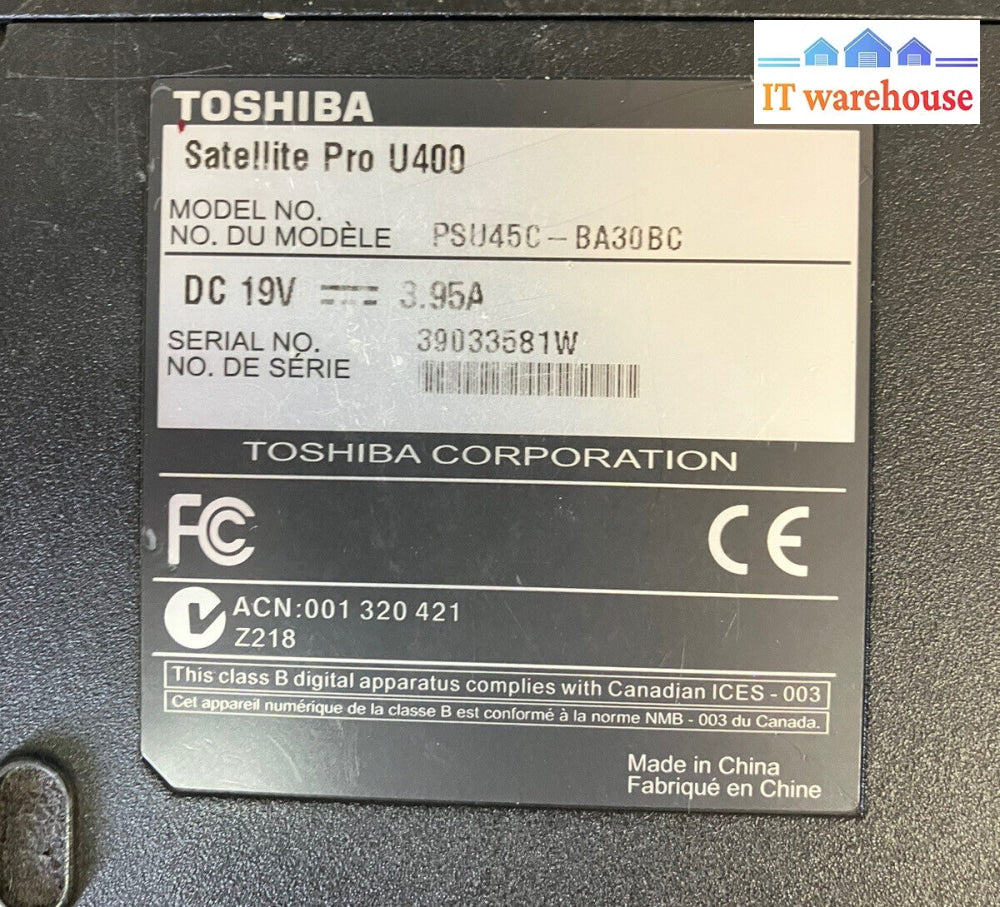 IT warehouse
TOSHIBA
Satellite Pro U400
MODEL NO.
NO. DU MODÈLE PSU45C-BA30BC
DC 19V ⎓ 3.95A
SERIAL NO. 39033581W
NO. DE SÉRIE
TOSHIBA CORPORATION
FC CE
ACN:001 320 421
Z218
This class B digital apparatus complies with Canadian ICES - 003
Cet appareil numérique de la classe B est conformé à la norme NMB - 003 du Canada.
Made in China
Fabriqué en Chine